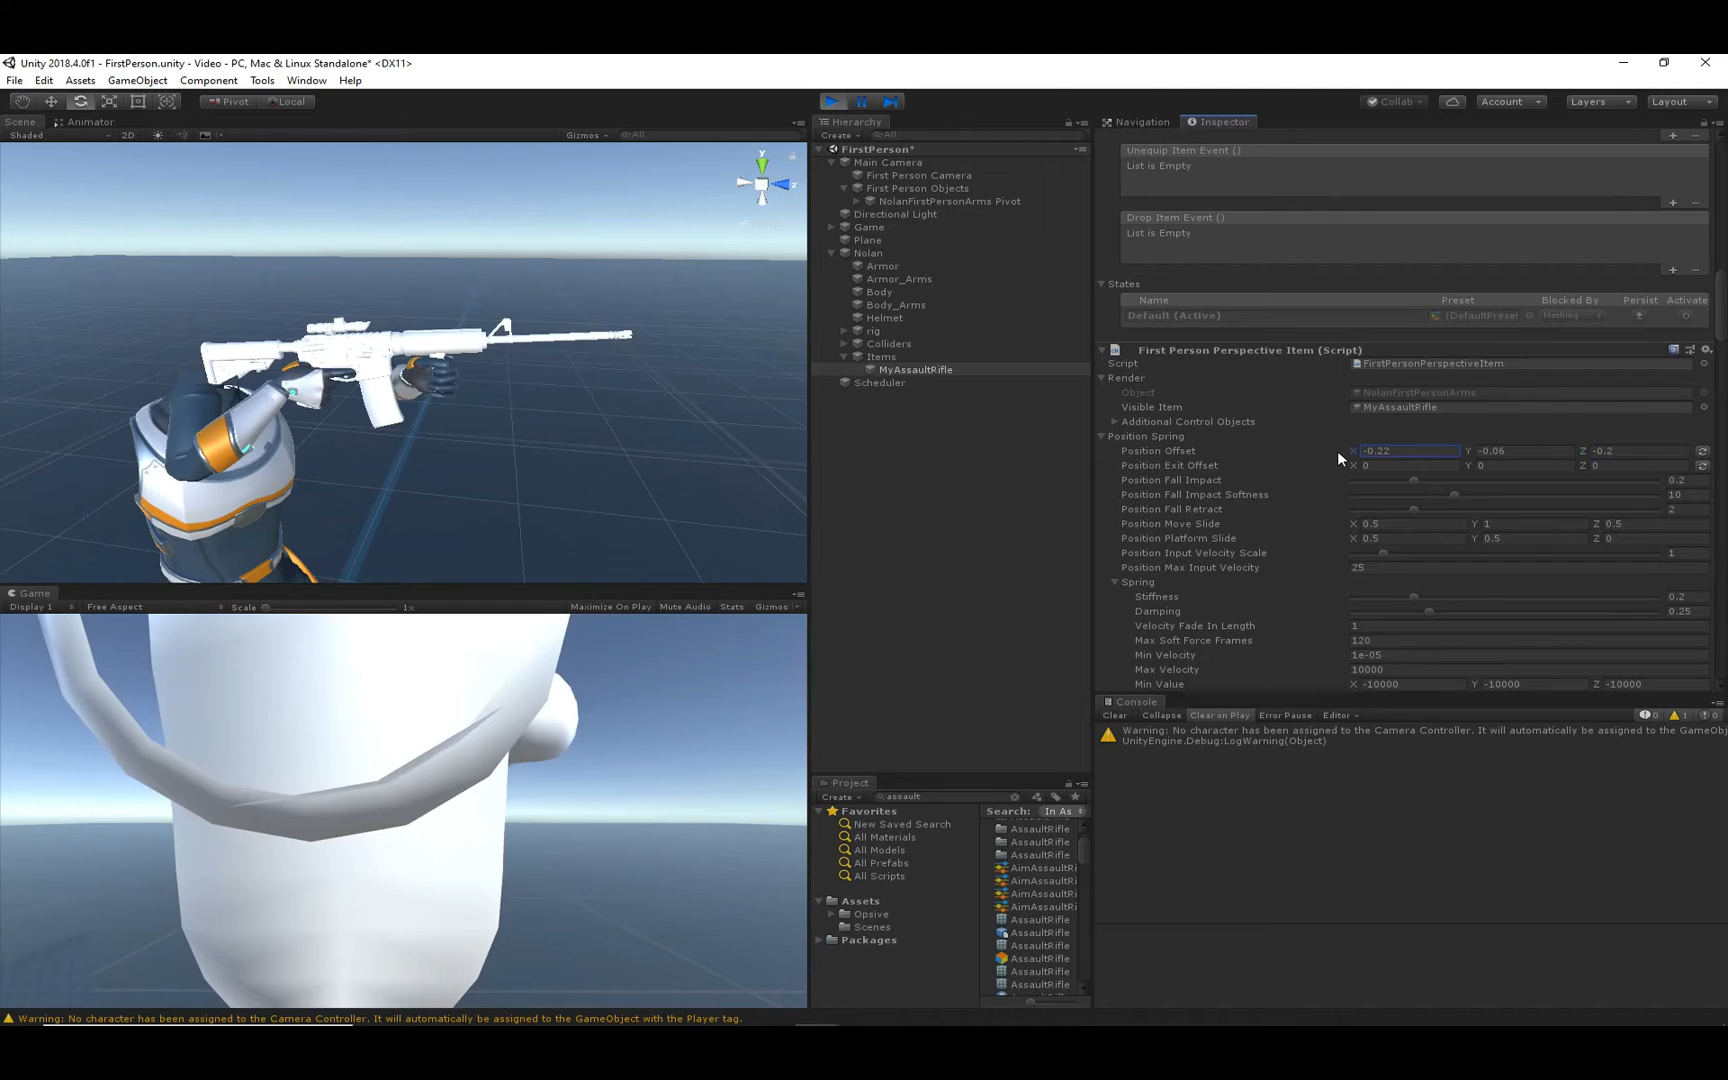 Unity 2018.4.0f1 - FirstPerson.unity - Video - PC, Mac & Linux Standalone* <DX11>
File Edit Assets GameObject Component Tools Window Help
Pivot Local Collab Account Layers Layout
Scene Animator
Shaded 2D Gizmos All
y
z
Game
Display 1 Free Aspect Scale 1x Maximize On Play Mute Audio Stats Gizmos
Hierarchy
Create All
FirstPerson*
Main Camera
First Person Camera
First Person Objects
NolanFirstPersonArms Pivot
Directional Light
Game
Plane
Nolan
Armor
Armor_Arms
Body
Body_Arms
Helmet
rig
Colliders
Items
MyAssaultRifle
Scheduler
Project
Create assault
Favorites
New Saved Search
All Materials
All Models
All Prefabs
All Scripts
Assets
Opsive
Scenes
Packages
Search: In As
AssaultRifle
AssaultRifle
AssaultRifle
AimAssaultRi
AimAssaultRi
AimAssaultRi
AimAssaultRi
AssaultRifle
AssaultRifle
AssaultRifle
AssaultRifle
AssaultRifle
AssaultRifle
Navigation Inspector
Unequip Item Event ()
List is Empty
Drop Item Event ()
List is Empty
States
Name Preset Blocked By Persist Activate
Default (Active) (DefaultPreset Nothing
First Person Perspective Item (Script)
Script FirstPersonPerspectiveItem
Render
Object NolanFirstPersonArms
Visible Item MyAssaultRifle
Additional Control Objects
Position Spring
Position Offset X -0.22 Y -0.06 Z -0.2
Position Exit Offset X 0 Y 0 Z 0
Position Fall Impact 0.2
Position Fall Impact Softness 10
Position Fall Retract 2
Position Move Slide X 0.5 Y 1 Z 0.5
Position Platform Slide X 0.5 Y 0.5 Z 0
Position Input Velocity Scale 1
Position Max Input Velocity 25
Spring
Stiffness 0.2
Damping 0.25
Velocity Fade In Length 1
Max Soft Force Frames 120
Min Velocity 1e-05
Max Velocity 10000
Min Value X -10000 Y -10000 Z -10000
Console
Clear Collapse Clear on Play Error Pause Editor 0 1 0
Warning: No character has been assigned to the Camera Controller. It will automatically be assigned to the GameObj
UnityEngine.Debug:LogWarning(Object)
Warning: No character has been assigned to the Camera Controller. It will automatically be assigned to the GameObject with the Player tag.